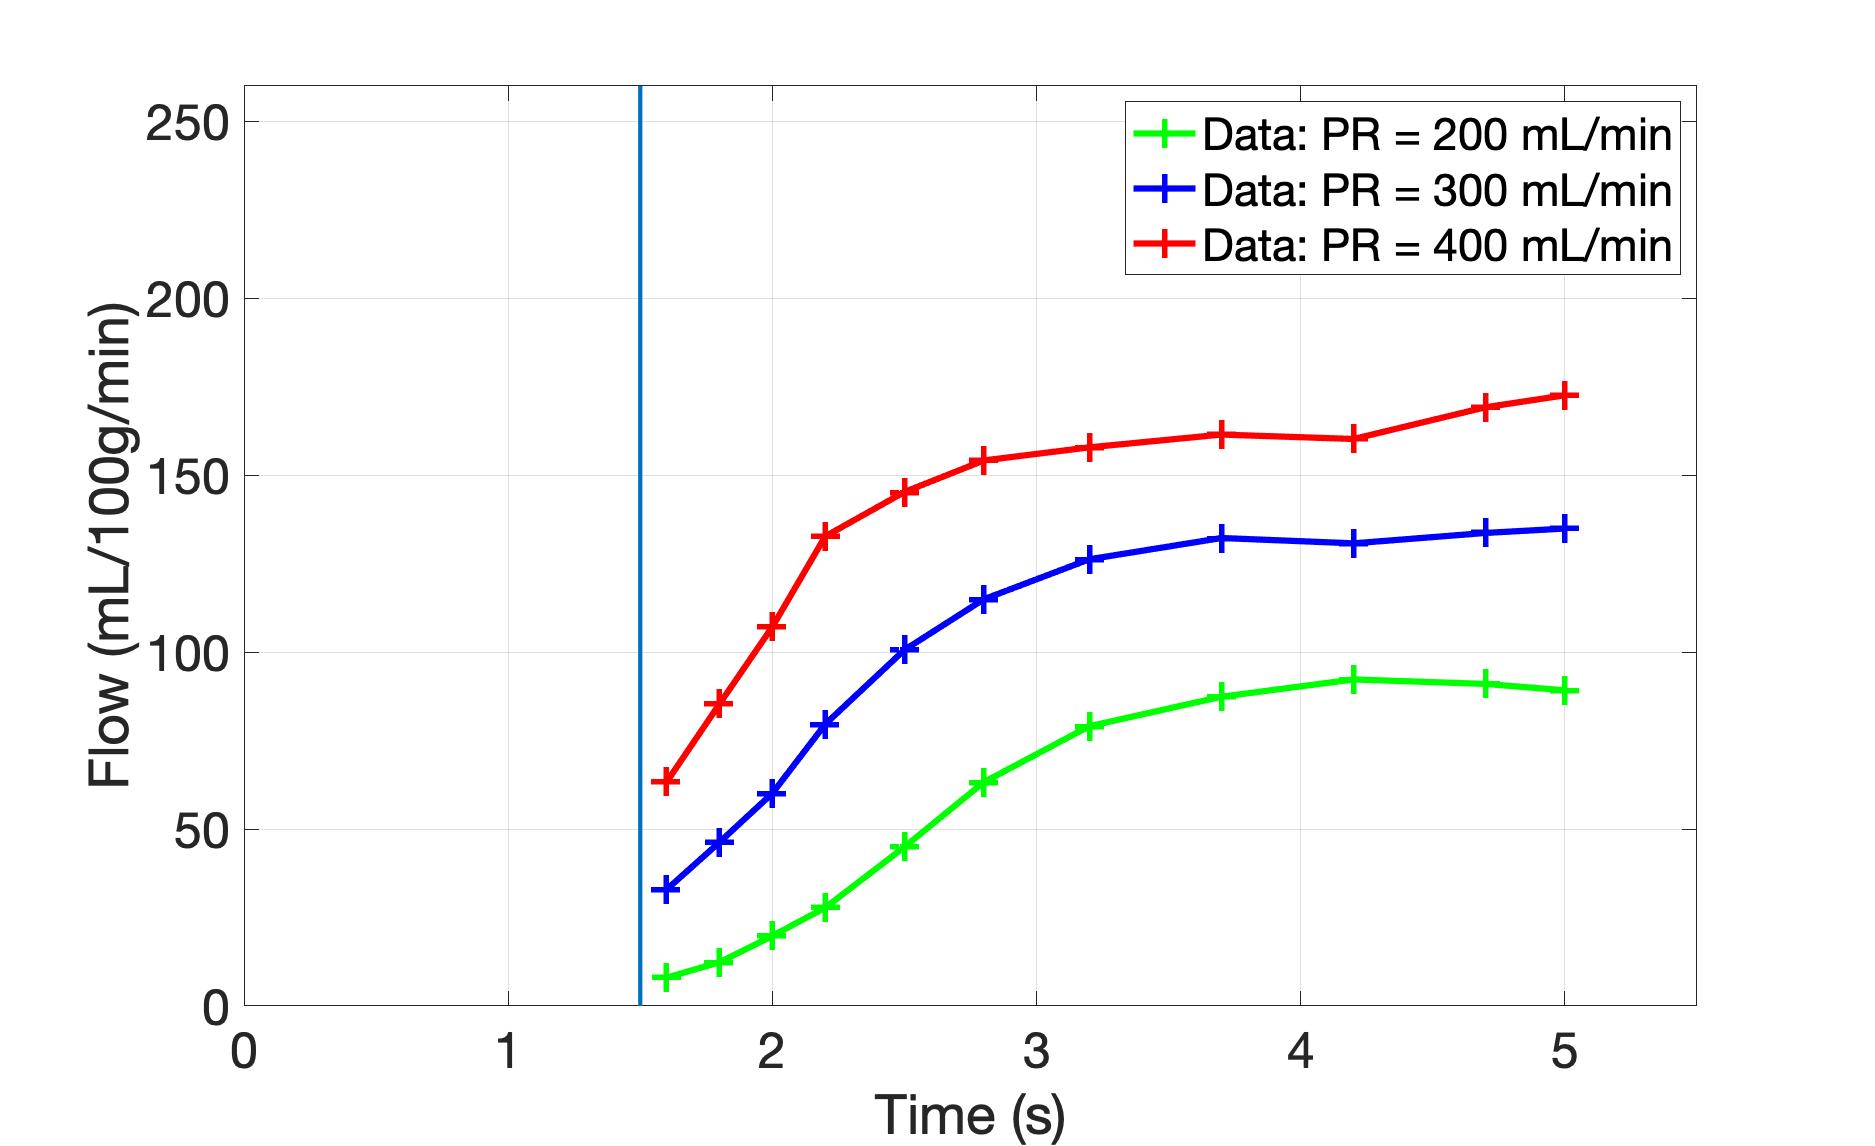 250
200
150
100
50
0
0 1 2 3 4 5
Time (s)
Flow (mL/100g/min)
Data: PR = 200 mL/min
Data: PR = 300 mL/min
Data: PR = 400 mL/min